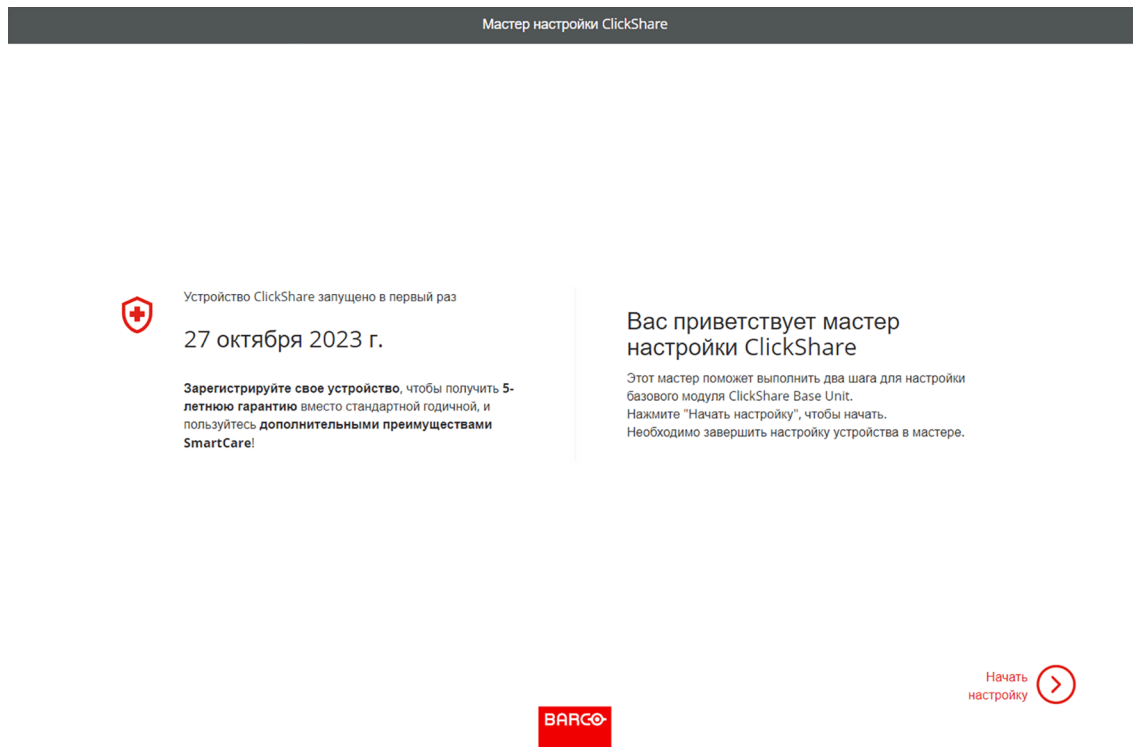 Мастер настройки ClickShare
Устройство ClickShare запущено в первый раз
27 октября 2023 г.
Зарегистрируйте свое устройство, чтобы получить 5-
летнюю гарантию вместо стандартной годичной, и
пользуйтесь дополнительными преимуществами
SmartCare!
Вас приветствует мастер
настройки ClickShare
Этот мастер поможет выполнить два шага для настройки
базового модуля ClickShare Base Unit.
Нажмите "Начать настройку", чтобы начать.
Необходимо завершить настройку устройства в мастере.
Начать
настройку
BARCO